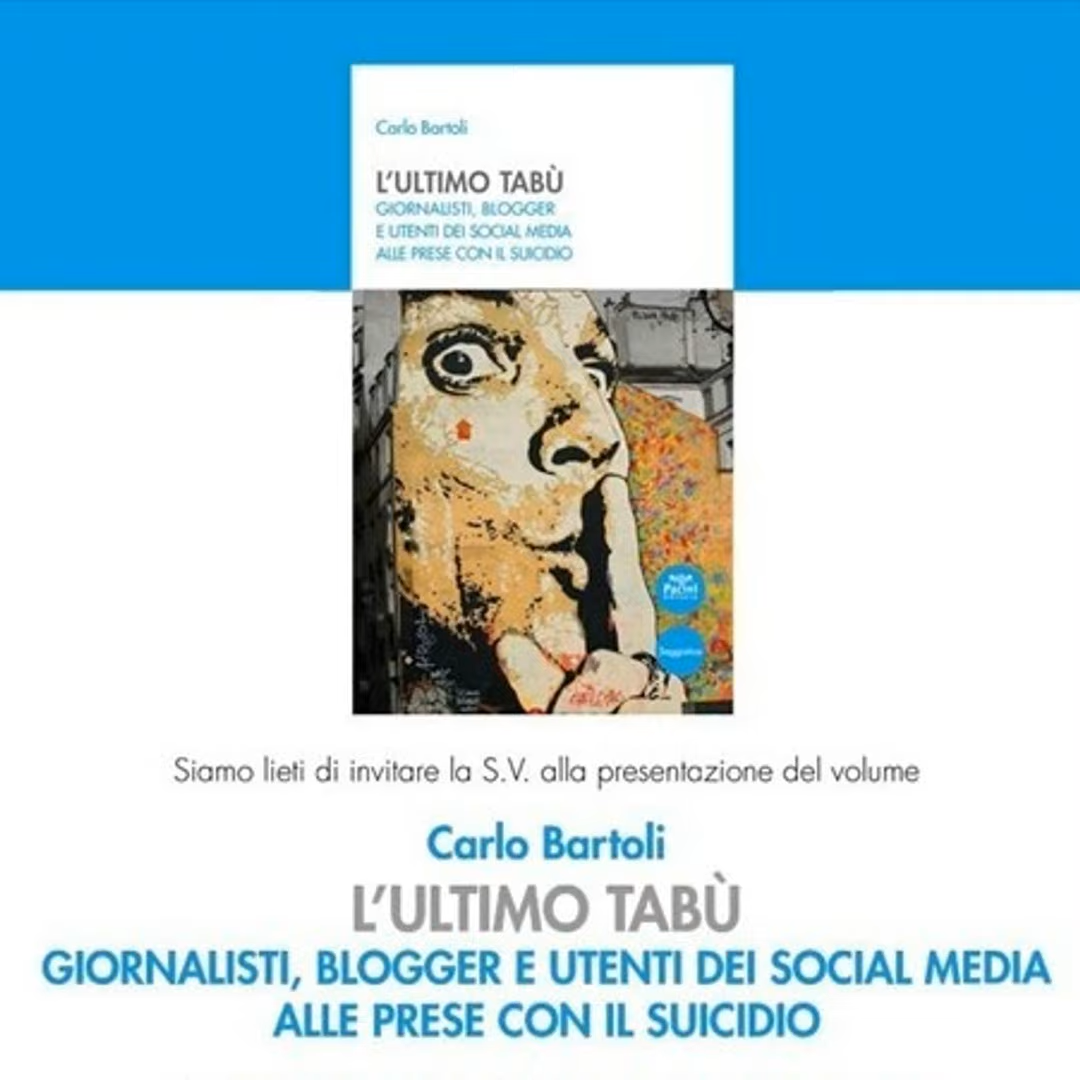 Carlo Bartoli
L'ULTIMO TABÙ
GIORNALISTI, BLOGGER
E UTENTI DEI SOCIAL MEDIA
ALLE PRESE CON IL SUICIDIO
Pacini
Saggistica
Siamo lieti di invitare la S.V. alla presentazione del volume
Carlo Bartoli
L'ULTIMO TABÙ
GIORNALISTI, BLOGGER E UTENTI DEI SOCIAL MEDIA
ALLE PRESE CON IL SUICIDIO